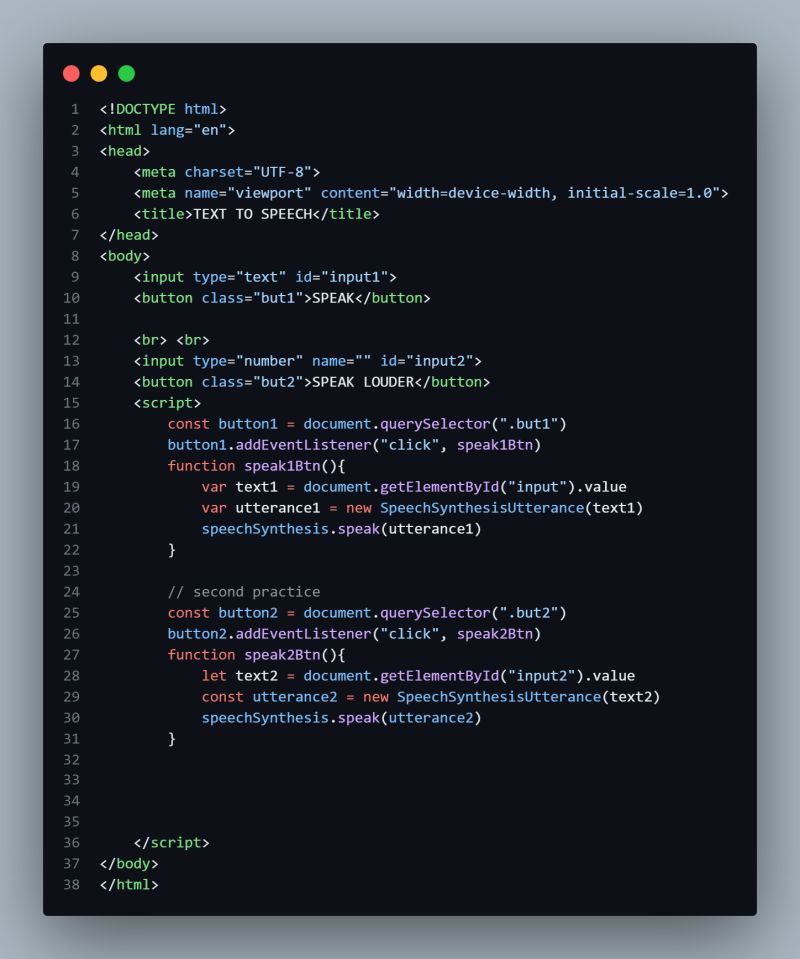 1 <!DOCTYPE html>
2 <html lang="en">
3 <head>
4     <meta charset="UTF-8">
5     <meta name="viewport" content="width=device-width, initial-scale=1.0">
6     <title>TEXT TO SPEECH</title>
7 </head>
8 <body>
9     <input type="text" id="input1">
10     <button class="but1">SPEAK</button>
11
12     <br> <br>
13     <input type="number" name="" id="input2">
14     <button class="but2">SPEAK LOUDER</button>
15     <script>
16         const button1 = document.querySelector(".but1")
17         button1.addEventListener("click", speak1Btn)
18         function speak1Btn(){
19             var text1 = document.getElementById("input").value
20             var utterance1 = new SpeechSynthesisUtterance(text1)
21             speechSynthesis.speak(utterance1)
22         }
23
24         // second practice
25         const button2 = document.querySelector(".but2")
26         button2.addEventListener("click", speak2Btn)
27         function speak2Btn(){
28             let text2 = document.getElementById("input2").value
29             const utterance2 = new SpeechSynthesisUtterance(text2)
30             speechSynthesis.speak(utterance2)
31         }
32
33
34
35
36     </script>
37 </body>
38 </html>